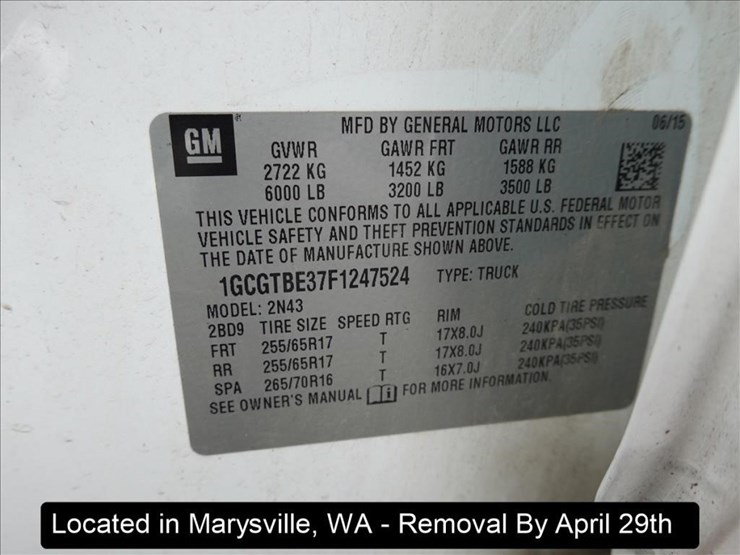 GM
MFD BY GENERAL MOTORS LLC 06/15
GVWR GAWR FRT GAWR RR
2722 KG 1452 KG 1588 KG
6000 LB 3200 LB 3500 LB
THIS VEHICLE CONFORMS TO ALL APPLICABLE U.S. FEDERAL MOTOR
VEHICLE SAFETY AND THEFT PREVENTION STANDARDS IN EFFECT ON
THE DATE OF MANUFACTURE SHOWN ABOVE.
1GCGTBE37F1247524 TYPE: TRUCK
MODEL: 2N43
2BD9 TIRE SIZE SPEED RTG RIM COLD TIRE PRESSURE
FRT 255/65R17 T 17X8.0J 240KPA(35PSI)
RR 255/65R17 T 17X8.0J 240KPA(35PSI)
SPA 265/70R16 T 16X7.0J 240KPA(35PSI)
SEE OWNER'S MANUAL FOR MORE INFORMATION.
Located in Marysville, WA - Removal By April 29th